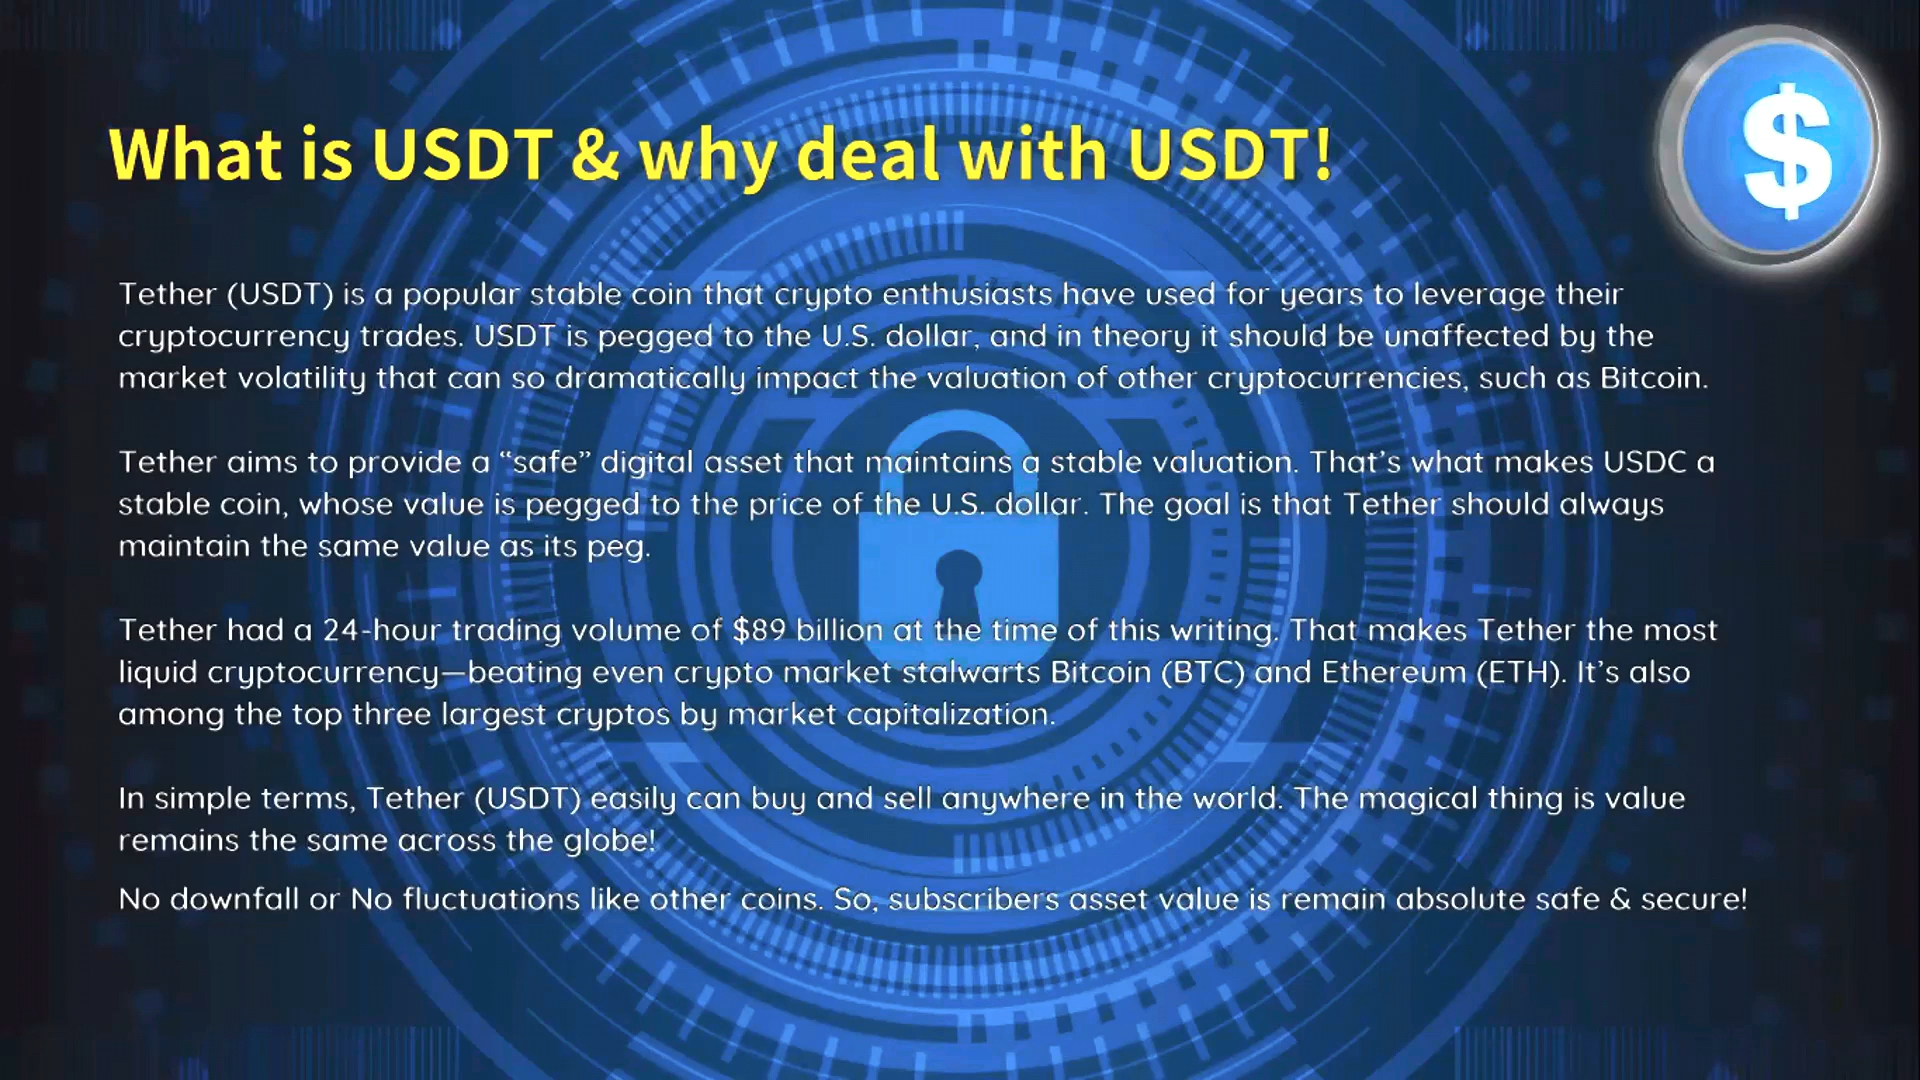 What is USDT & why deal with USDT!
$
Tether (USDT) is a popular stable coin that crypto enthusiasts have used for years to leverage their
cryptocurrency trades. USDT is pegged to the U.S. dollar, and in theory it should be unaffected by the
market volatility that can so dramatically impact the valuation of other cryptocurrencies, such as Bitcoin.
Tether aims to provide a “safe” digital asset that maintains a stable valuation. That’s what makes USDC a
stable coin, whose value is pegged to the price of the U.S. dollar. The goal is that Tether should always
maintain the same value as its peg.
Tether had a 24-hour trading volume of $89 billion at the time of this writing. That makes Tether the most
liquid cryptocurrency—beating even crypto market stalwarts Bitcoin (BTC) and Ethereum (ETH). It’s also
among the top three largest cryptos by market capitalization.
In simple terms, Tether (USDT) easily can buy and sell anywhere in the world. The magical thing is value
remains the same across the globe!
No downfall or No fluctuations like other coins. So, subscribers asset value is remain absolute safe & secure!